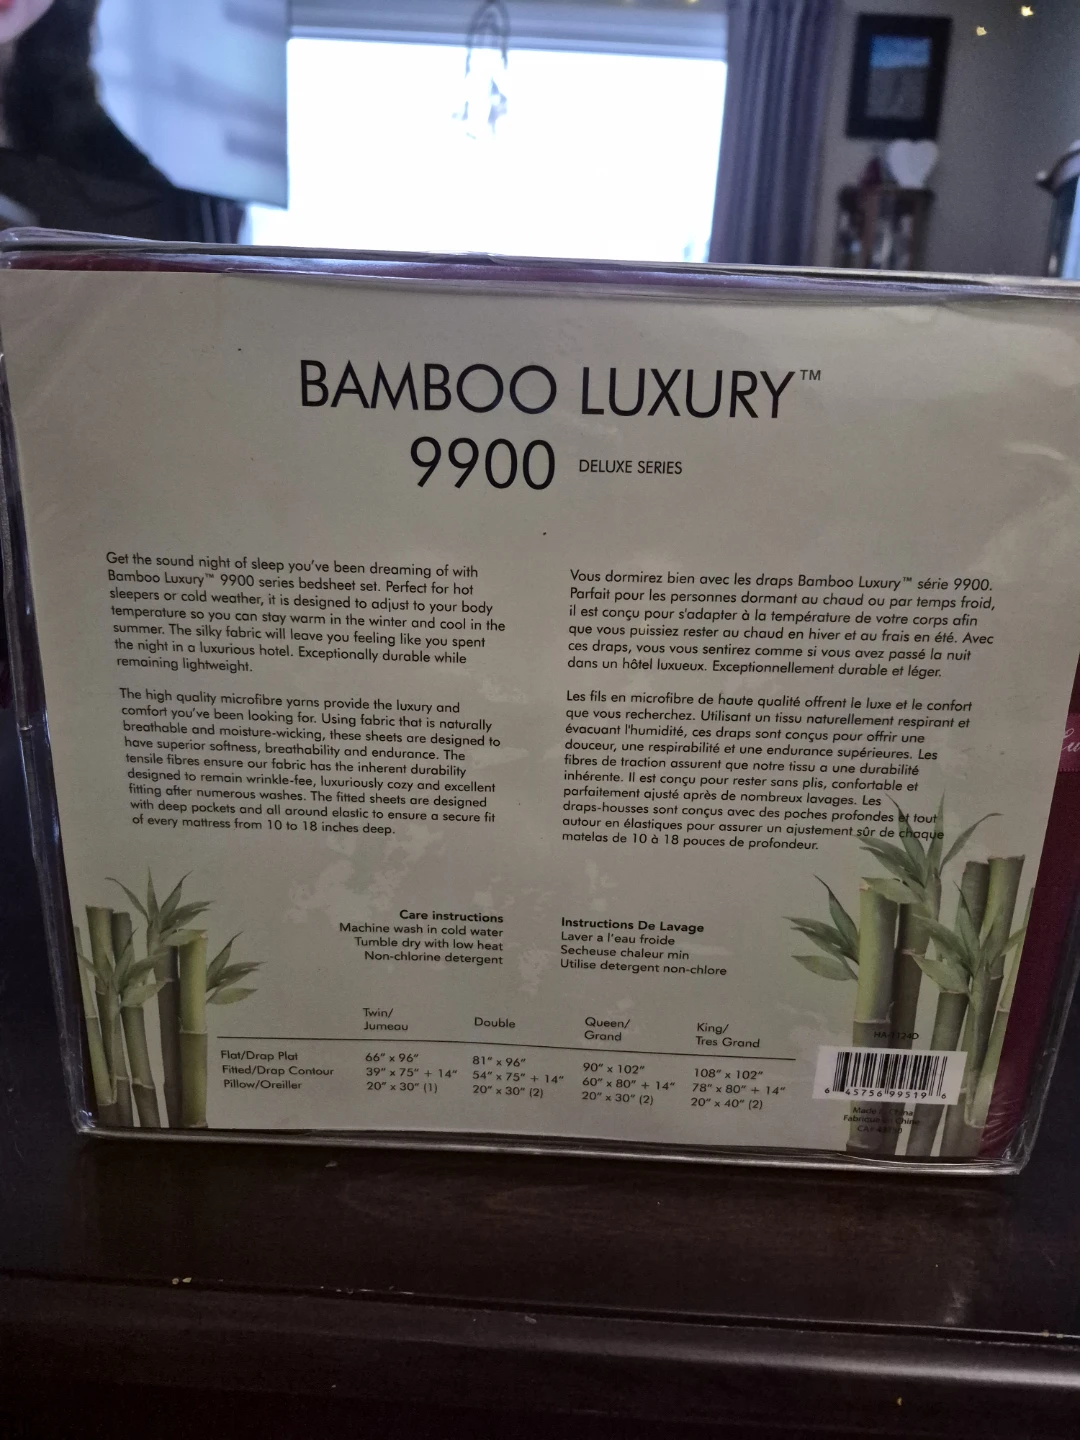 BAMBOO LUXURY™
9900 DELUXE SERIES
Get the sound night of sleep you've been dreaming of with
Bamboo Luxury™ 9900 series bedsheet set. Perfect for hot
sleepers or cold weather, it is designed to adjust to your body
temperature so you can stay warm in the winter and cool in the
summer. The silky fabric will leave you feeling like you spent
the night in a luxurious hotel. Exceptionally durable while
remaining lightweight.
The high quality microfibre yarns provide the luxury and
comfort you've been looking for. Using fabric that is naturally
breathable and moisture-wicking, these sheets are designed to
have superior softness, breathability and endurance. The
tensile fibres ensure our fabric has the inherent durability
designed to remain wrinkle-fee, luxuriously cozy and excellent
fitting after numerous washes. The fitted sheets are designed
with deep pockets and all around elastic to ensure a secure fit
of every mattress from 10 to 18 inches deep.
Vous dormirez bien avec les draps Bamboo Luxury™ série 9900.
Parfait pour les personnes dormant au chaud ou par temps froid,
il est conçu pour s'adapter à la température de votre corps afin
que vous puissiez rester au chaud en hiver et au frais en été. Avec
ces draps, vous vous sentirez comme si vous avez passé la nuit
dans un hôtel luxueux. Exceptionnellement durable et léger.
Les fils en microfibre de haute qualité offrent le luxe et le confort
que vous recherchez. Utilisant un tissu naturellement respirant et
évacuant l'humidité, ces draps sont conçus pour offrir une
douceur, une respirabilité et une endurance supérieures. Les
fibres de traction assurent que notre tissu a une durabilité
inhérente. Il est conçu pour rester sans plis, confortable et
parfaitement ajusté après de nombreux lavages. Les
draps-housses sont conçus avec des poches profondes et tout
autour en élastiques pour assurer un ajustement sûr de chaque
matelas de 10 à 18 pouces de profondeur.
Care instructions
Machine wash in cold water
Tumble dry with low heat
Non-chlorine detergent
Instructions De Lavage
Laver a l'eau froide
Secheuse chaleur min
Utilise detergent non-chlore
Twin/ Jumeau Double Queen/ Grand King/ Tres Grand
Flat/Drap Plat 66" x 96" 81" x 96" 90" x 102" 108" x 102"
Fitted/Drap Contour 39" x 75" + 14" 54" x 75" + 14" 60" x 80" + 14" 78" x 80" + 14"
Pillow/Oreiller 20" x 30" (1) 20" x 30" (2) 20" x 30" (2) 20" x 40" (2)
6 45756 99519 6
Made in China
Fabrique en Chine